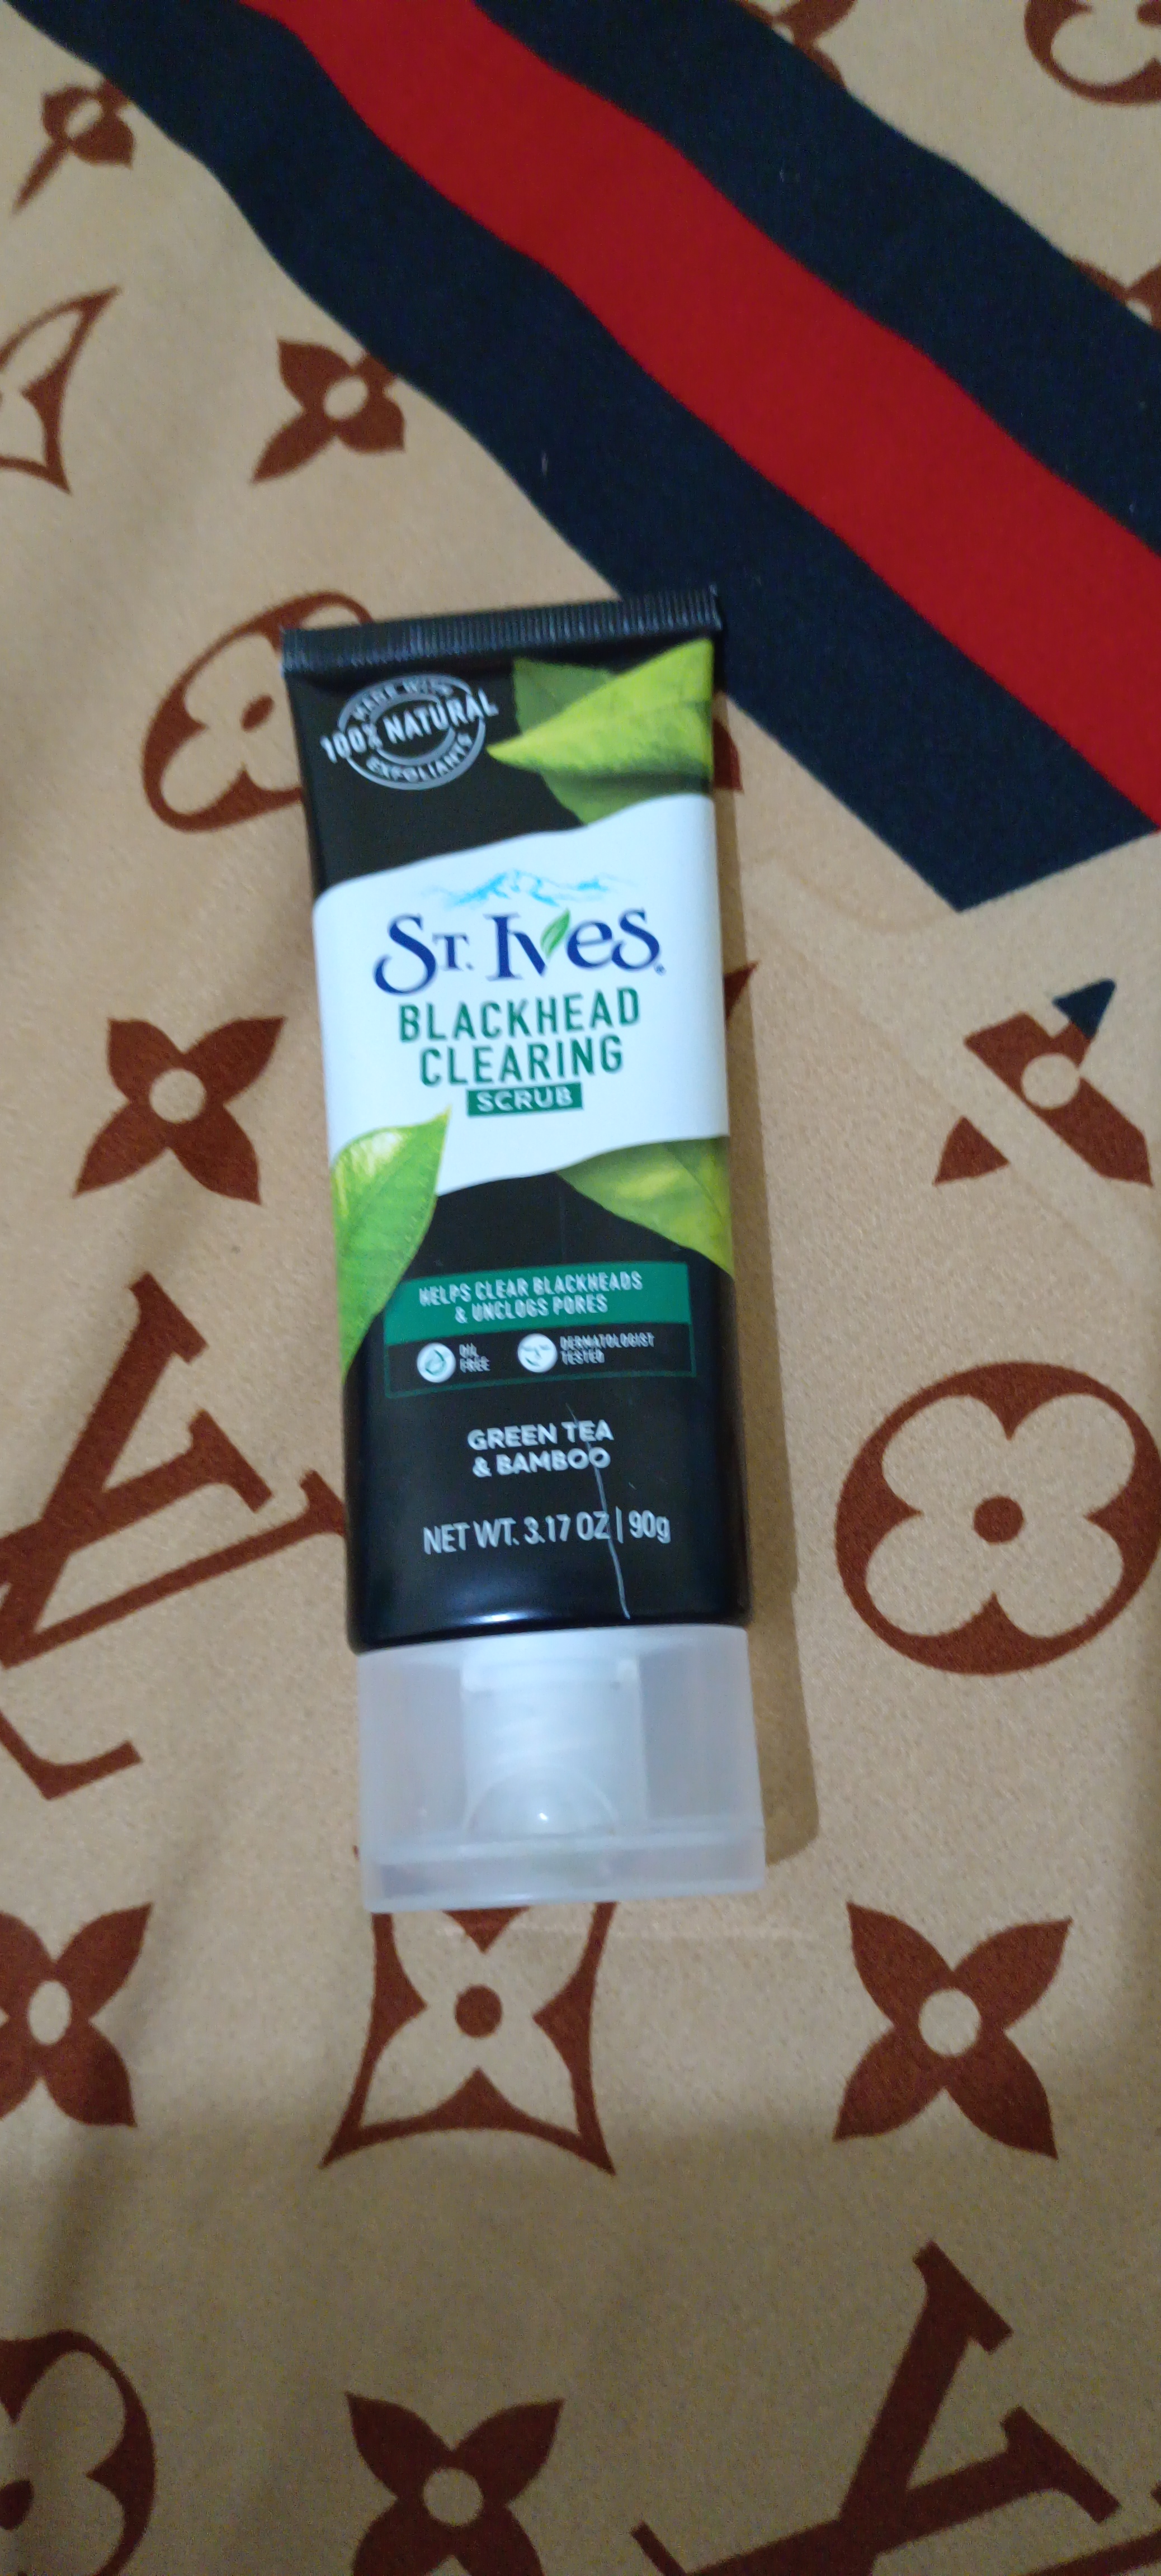 MADE WITH
100% NATURAL
EXFOLIANTS
ST. IVES
BLACKHEAD
CLEARING
SCRUB
HELPS CLEAR BLACKHEADS
& UNCLOGS PORES
OIL
FREE
DERMATOLOGIST
TESTED
GREEN TEA
& BAMBOO
NET WT. 3.17 OZ | 90g